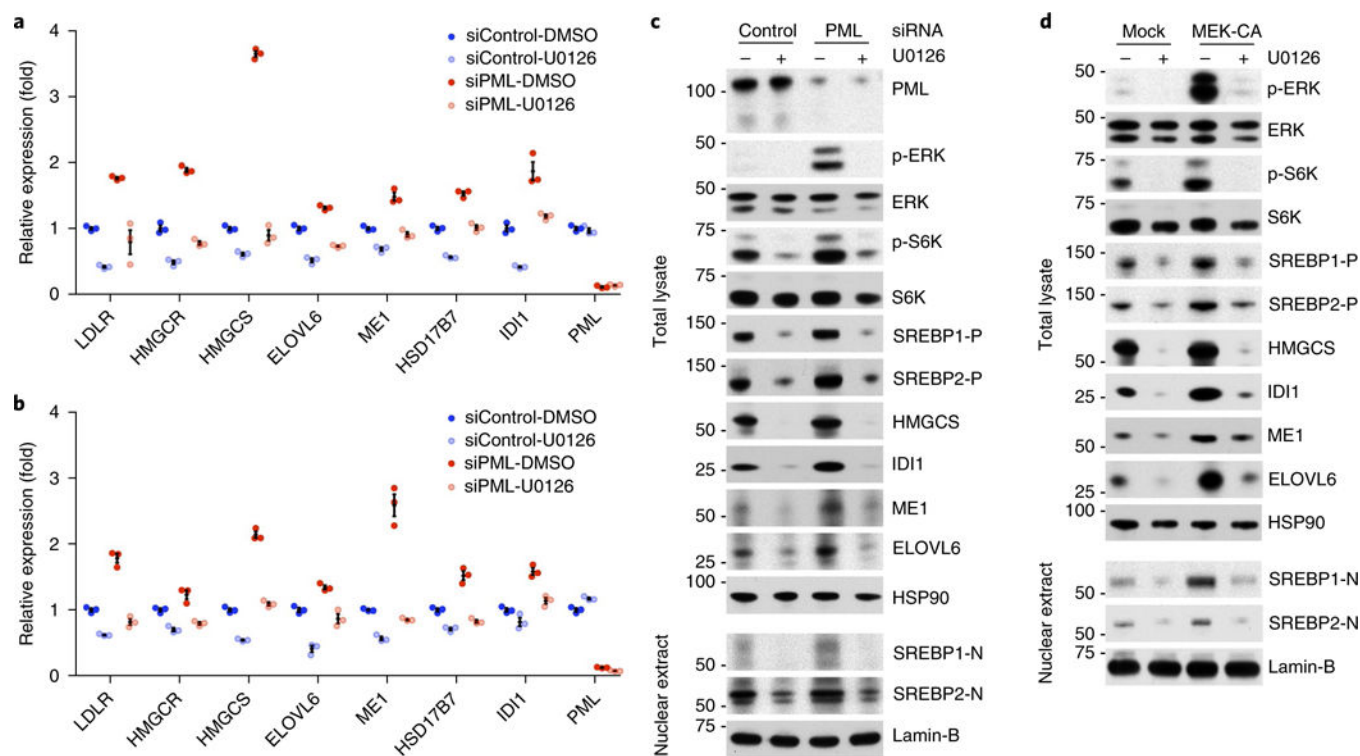 a
4
3
2
1
0
Relative expression (fold)
siControl-DMSO
siControl-U0126
siPML-DMSO
siPML-U0126
LDLR
HMGCR
HMGCS
ELOVL6
ME1
HSD17B7
IDI1
PML
b
4
3
2
1
0
Relative expression (fold)
siControl-DMSO
siControl-U0126
siPML-DMSO
siPML-U0126
LDLR
HMGCR
HMGCS
ELOVL6
ME1
HSD17B7
IDI1
PML
c
Control PML siRNA
– + – + U0126
Total lysate
100 PML
50 p-ERK
50 ERK
75 p-S6K
75 S6K
150 SREBP1-P
150 SREBP2-P
50 HMGCS
25 IDI1
50 ME1
25 ELOVL6
100 HSP90
Nuclear extract
50 SREBP1-N
50 SREBP2-N
75 Lamin-B
d
Mock MEK-CA
– + – + U0126
Total lysate
50 p-ERK
50 ERK
75 p-S6K
75 S6K
150 SREBP1-P
150 SREBP2-P
50 HMGCS
25 IDI1
50 ME1
25 ELOVL6
100 HSP90
Nuclear extract
50 SREBP1-N
50 SREBP2-N
75 Lamin-B